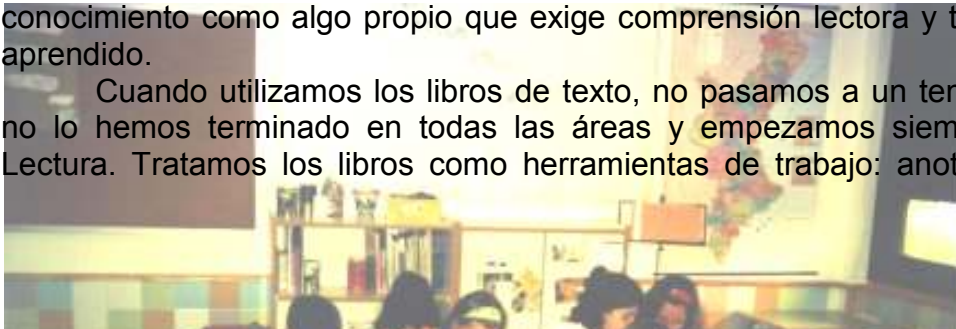 conocimiento como algo propio que exige comprensión lectora y
aprendido.
Cuando utilizamos los libros de texto, no pasamos a un
no lo hemos terminado en todas las áreas y empezamos
Lectura. Tratamos los libros como herramientas de trabajo: